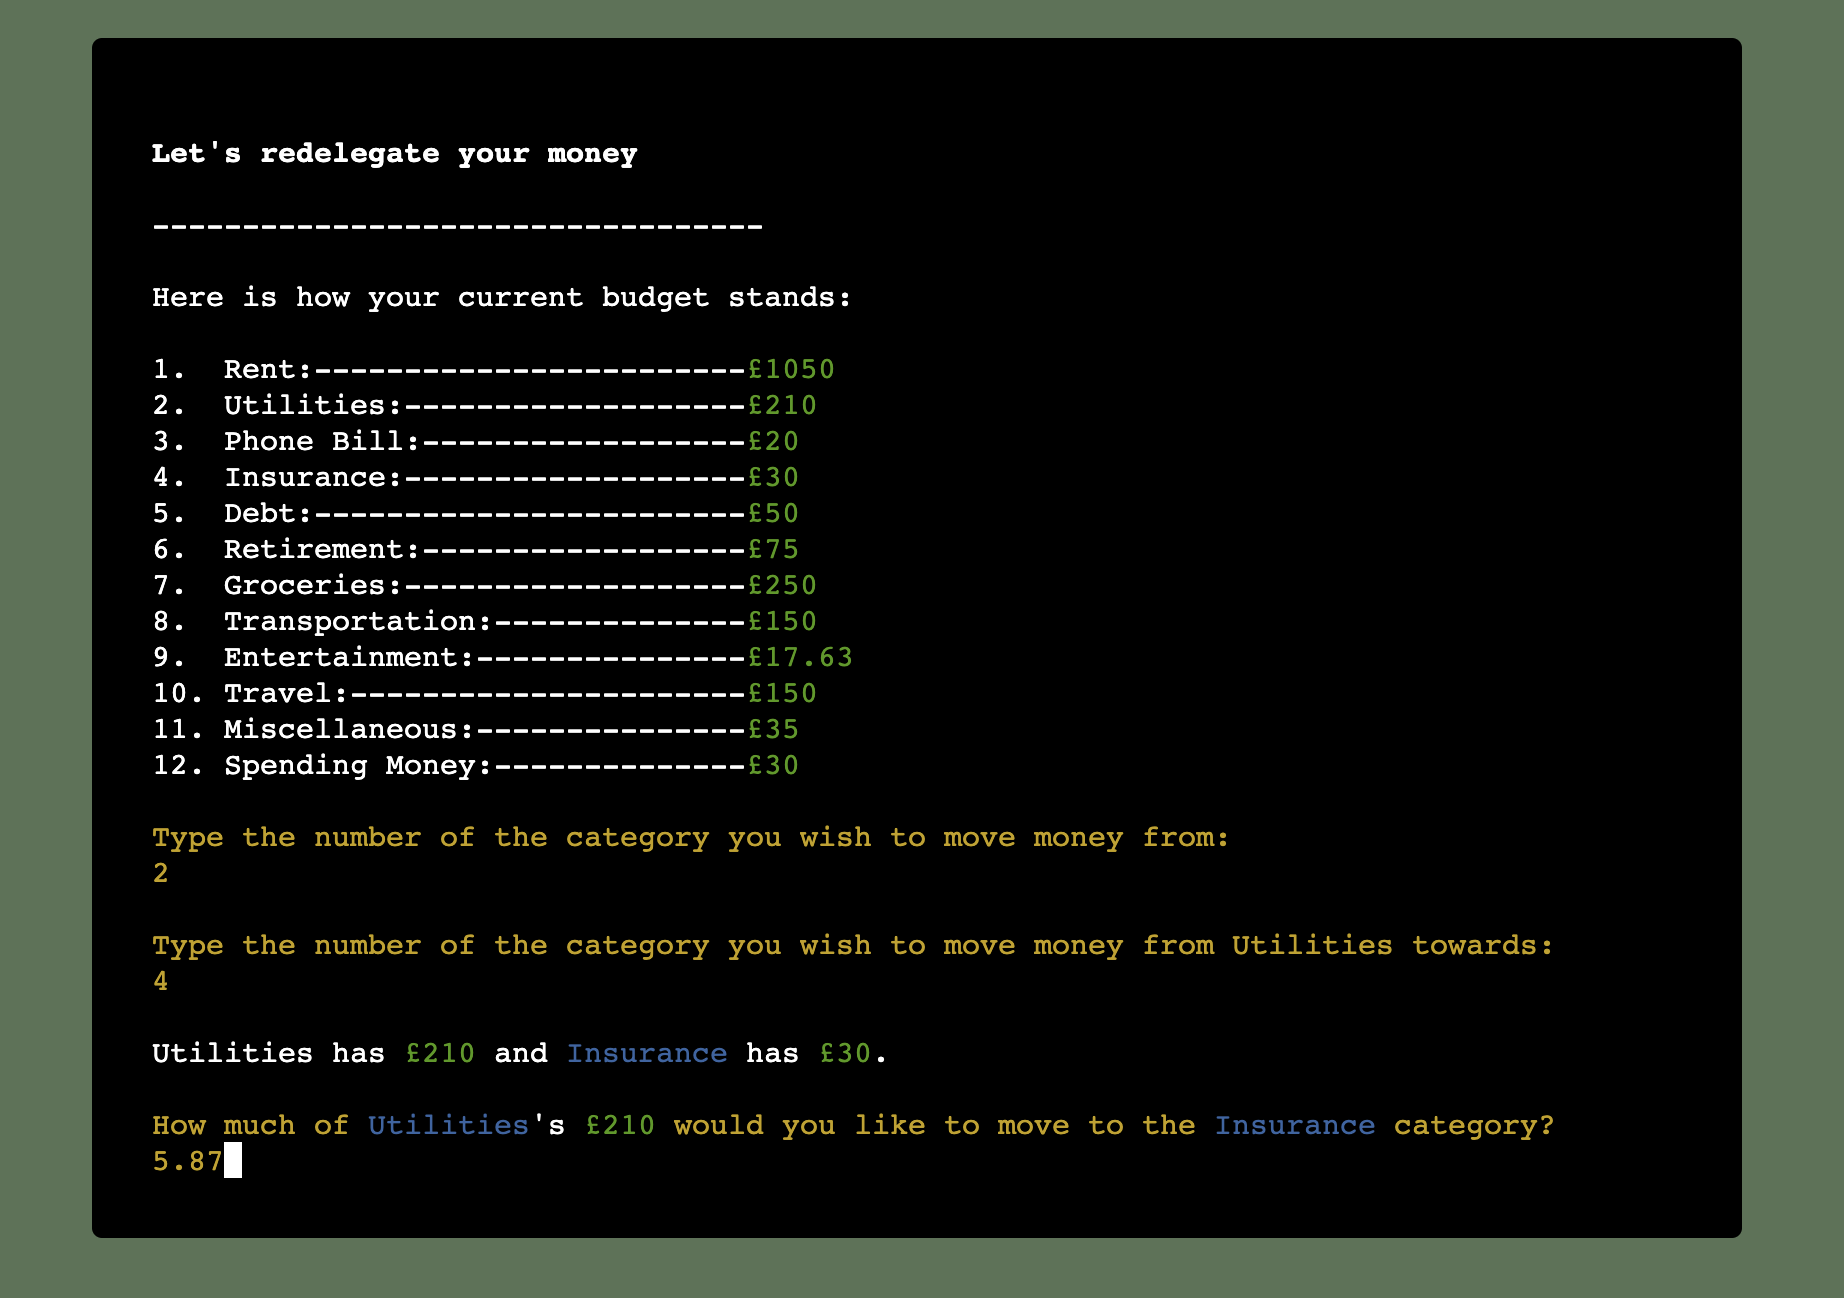 Let's redelegate your money
----------------------------------
Here is how your current budget stands:
1.  Rent:------------------------£1050
2.  Utilities:-------------------£210
3.  Phone Bill:------------------£20
4.  Insurance:-------------------£30
5.  Debt:------------------------£50
6.  Retirement:------------------£75
7.  Groceries:-------------------£250
8.  Transportation:--------------£150
9.  Entertainment:---------------£17.63
10. Travel:----------------------£150
11. Miscellaneous:---------------£35
12. Spending Money:--------------£30
Type the number of the category you wish to move money from:
2
Type the number of the category you wish to move money from Utilities towards:
4
Utilities has £210 and Insurance has £30.
How much of Utilities's £210 would you like to move to the Insurance category?
5.87